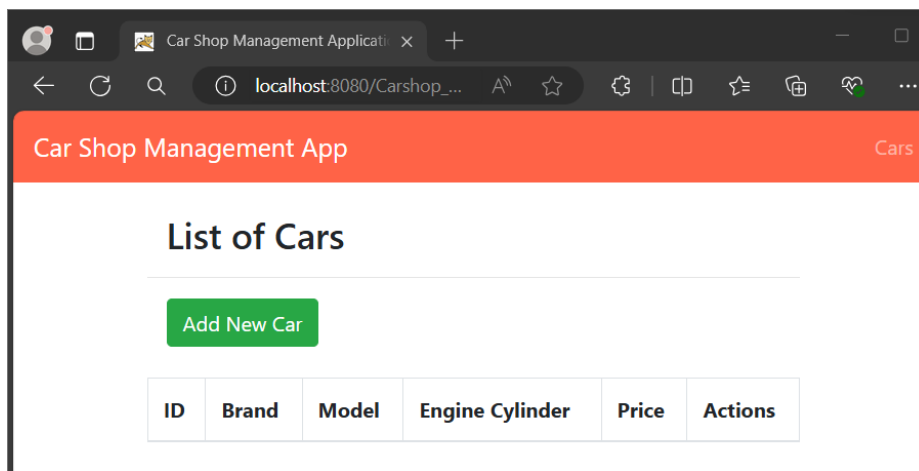 Car Shop Management Applicati
localhost:8080/Carshop_...
Car Shop Management App
Cars
List of Cars
Add New Car
ID Brand Model Engine Cylinder Price Actions